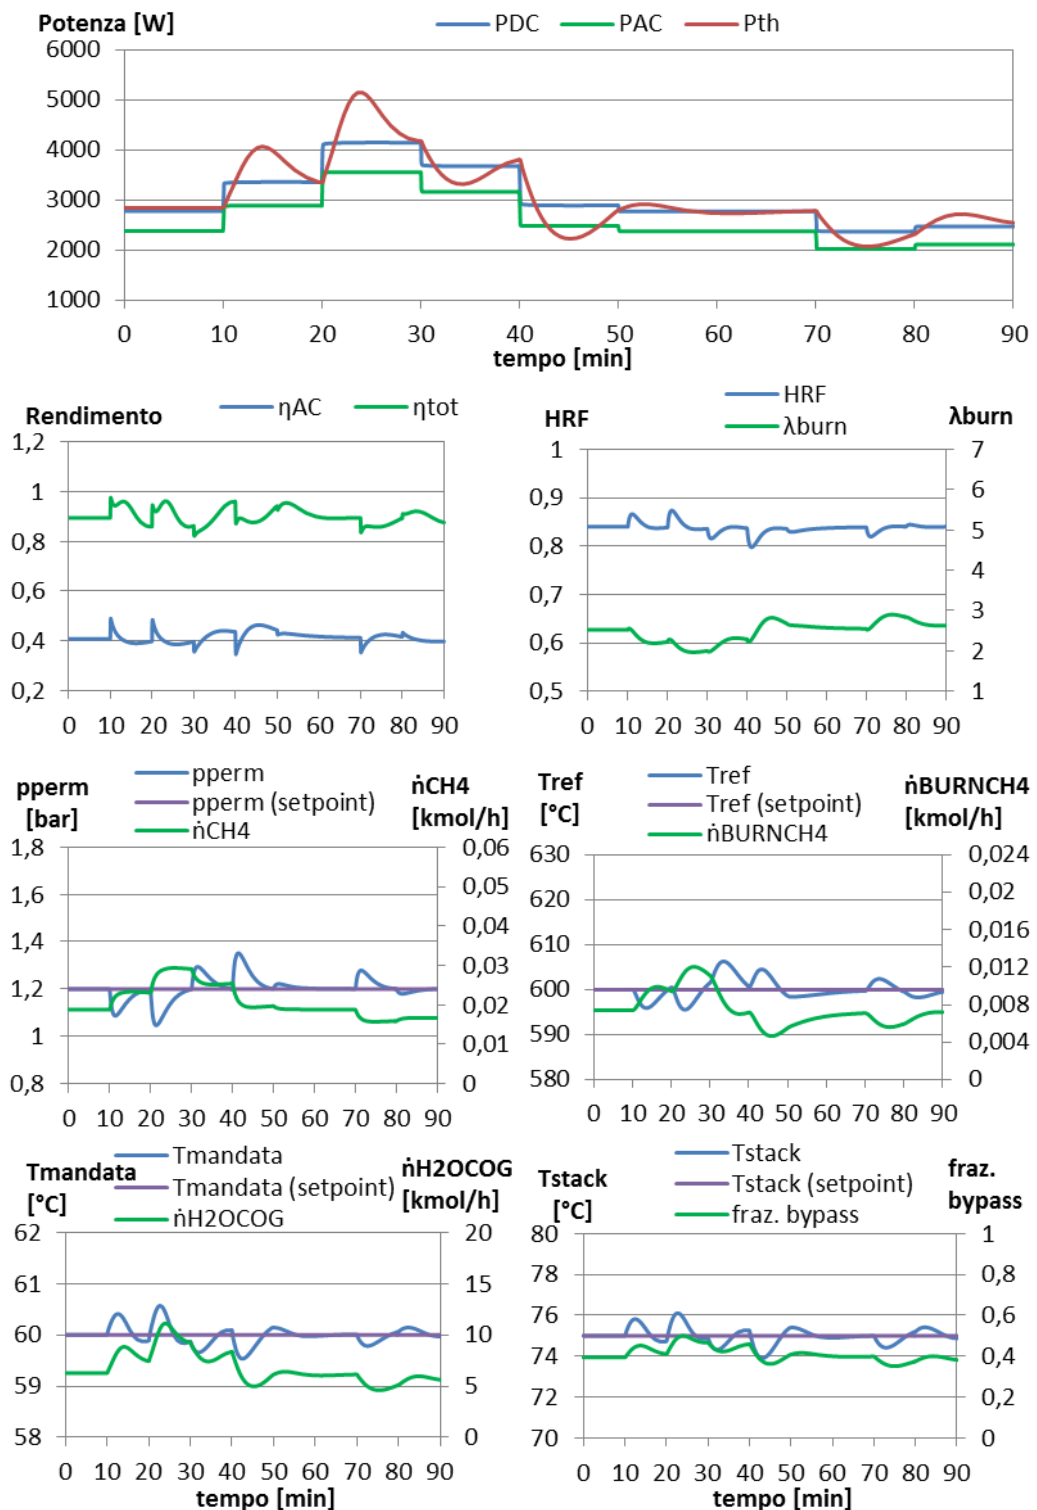 Potenza [W]
PDC PAC Pth
6000
5000
4000
3000
2000
1000
0 10 20 30 40 50 60 70 80 90
tempo [min]
Rendimento
ηAC ηtot
1,2
1
0,8
0,6
0,4
0,2
0 10 20 30 40 50 60 70 80 90
HRF
HRF
λburn
λburn
1
0,9
0,8
0,7
0,6
0,5
7
6
5
4
3
2
1
0 10 20 30 40 50 60 70 80 90
pperm
[bar]
pperm
pperm (setpoint)
ṅCH4
ṅCH4
[kmol/h]
1,8
1,6
1,4
1,2
1
0,8
0,06
0,05
0,04
0,03
0,02
0,01
0
0 10 20 30 40 50 60 70 80 90
Tref
[°C]
Tref
Tref (setpoint)
ṅBURNCH4
ṅBURNCH4
[kmol/h]
630
620
610
600
590
580
0,024
0,02
0,016
0,012
0,008
0,004
0
0 10 20 30 40 50 60 70 80 90
Tmandata
[°C]
Tmandata
Tmandata (setpoint)
ṅH2OCOG
ṅH2OCOG
[kmol/h]
62
61
60
59
58
20
15
10
5
0
0 10 20 30 40 50 60 70 80 90
tempo [min]
Tstack
[°C]
Tstack
Tstack (setpoint)
fraz. bypass
fraz.
bypass
80
78
76
74
72
70
1
0,8
0,6
0,4
0,2
0
0 10 20 30 40 50 60 70 80 90
tempo [min]